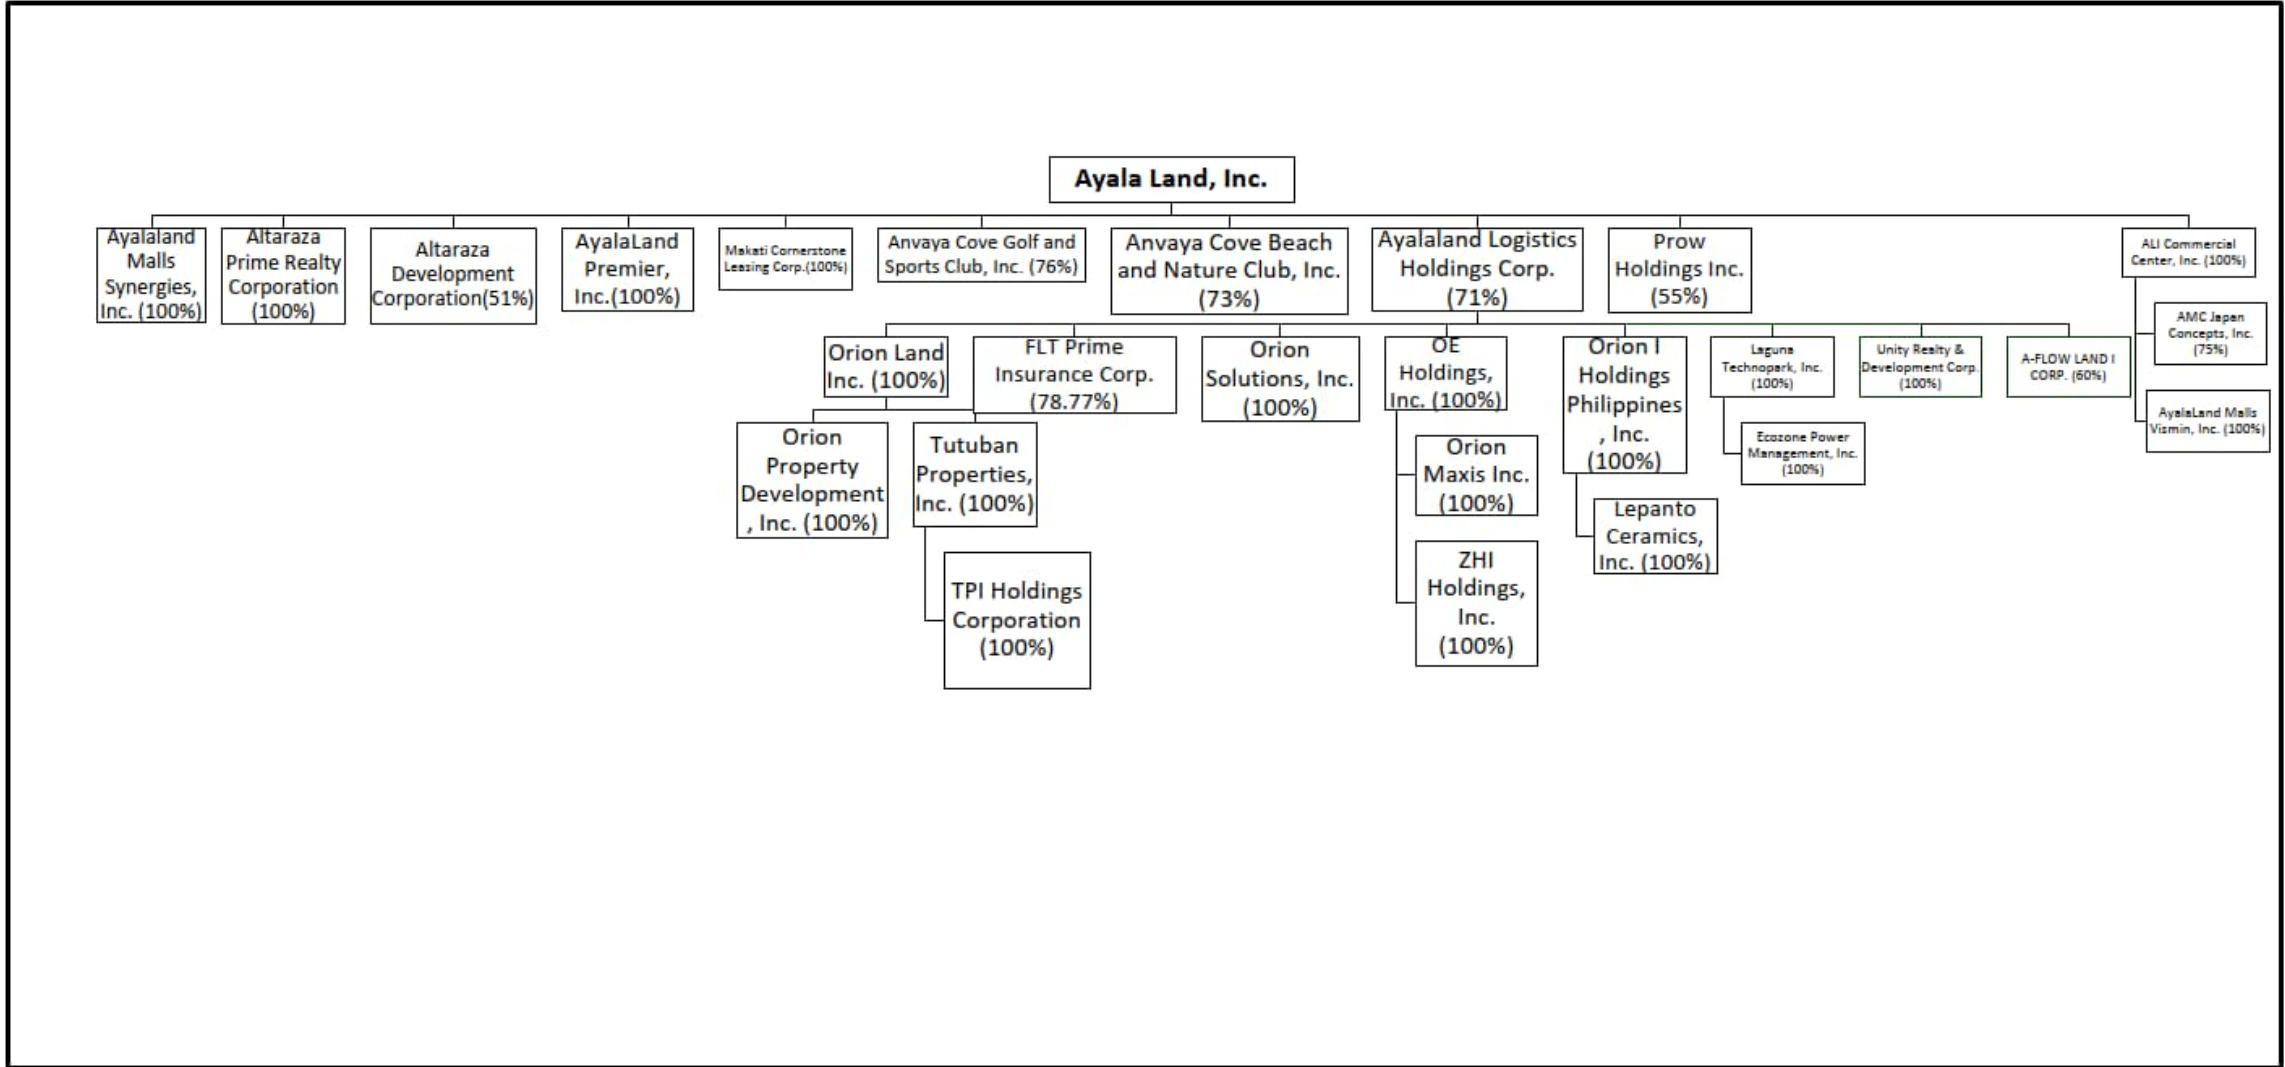 Ayala Land, Inc.
Ayalaland
Malls
Synergies,
Inc. (100%)
Altaraza
Prime Realty
Corporation
(100%)
Altaraza
Development
Corporation(51%)
AyalaLand
Premier,
Inc.(100%)
Makati Cornerstone
Leasing Corp.(100%)
Anvaya Cove Golf and
Sports Club, Inc. (76%)
Anvaya Cove Beach
and Nature Club, Inc.
(73%)
Ayalaland Logistics
Holdings Corp.
(71%)
Prow
Holdings Inc.
(55%)
ALI Commercial
Center, Inc. (100%)
AMC Japan
Concepts, Inc.
(75%)
AyalaLand Malls
Vismin, Inc. (100%)
Orion Land
Inc. (100%)
FLT Prime
Insurance Corp.
(78.77%)
Orion
Solutions, Inc.
(100%)
OE
Holdings,
Inc. (100%)
Orion I
Holdings
Philippines
, Inc.
(100%)
Laguna
Technopark, Inc.
(100%)
Unity Realty &
Development Corp.
(100%)
A-FLOW LAND I
CORP. (60%)
Orion
Property
Development
, Inc. (100%)
Tutuban
Properties,
Inc. (100%)
Orion
Maxis Inc.
(100%)
Ecozone Power
Management, Inc.
(100%)
Lepanto
Ceramics,
Inc. (100%)
TPI Holdings
Corporation
(100%)
ZHI
Holdings,
Inc.
(100%)